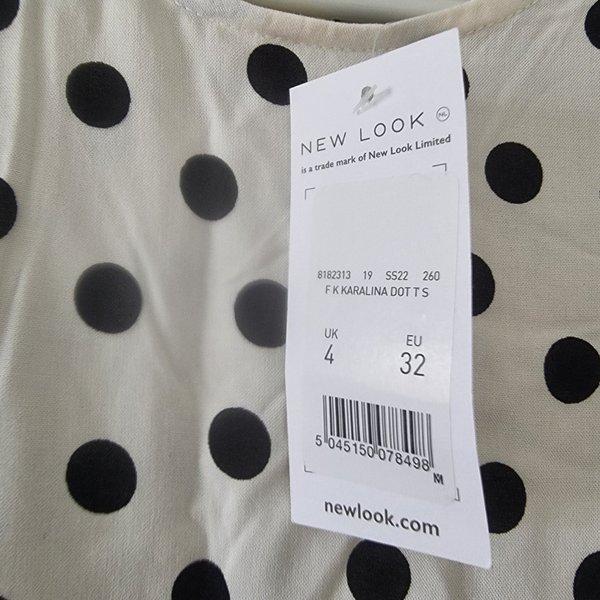 NEW LOOK NL
is a trade mark of New Look Limited
8182313 19 SS22 260
F K KARALINA DOT T S
UK EU
4 32
5 045150 078498
M
newlook.com